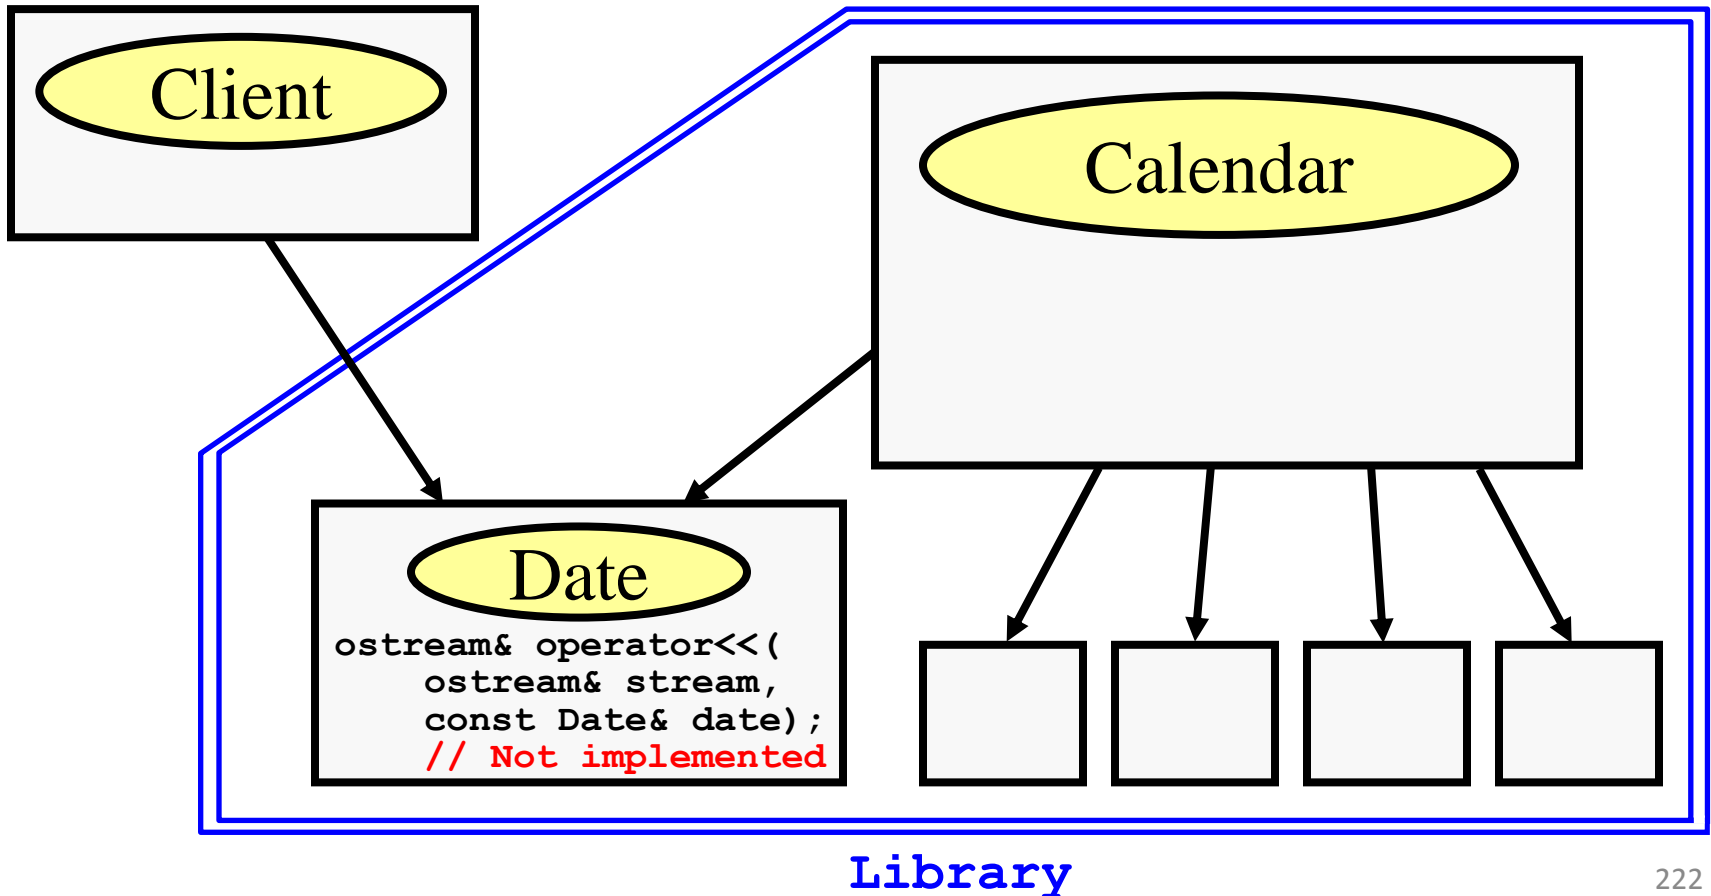 Client
Calendar
Date
ostream& operator<<(
    ostream& stream,
    const Date& date);
    // Not implemented
Library
222